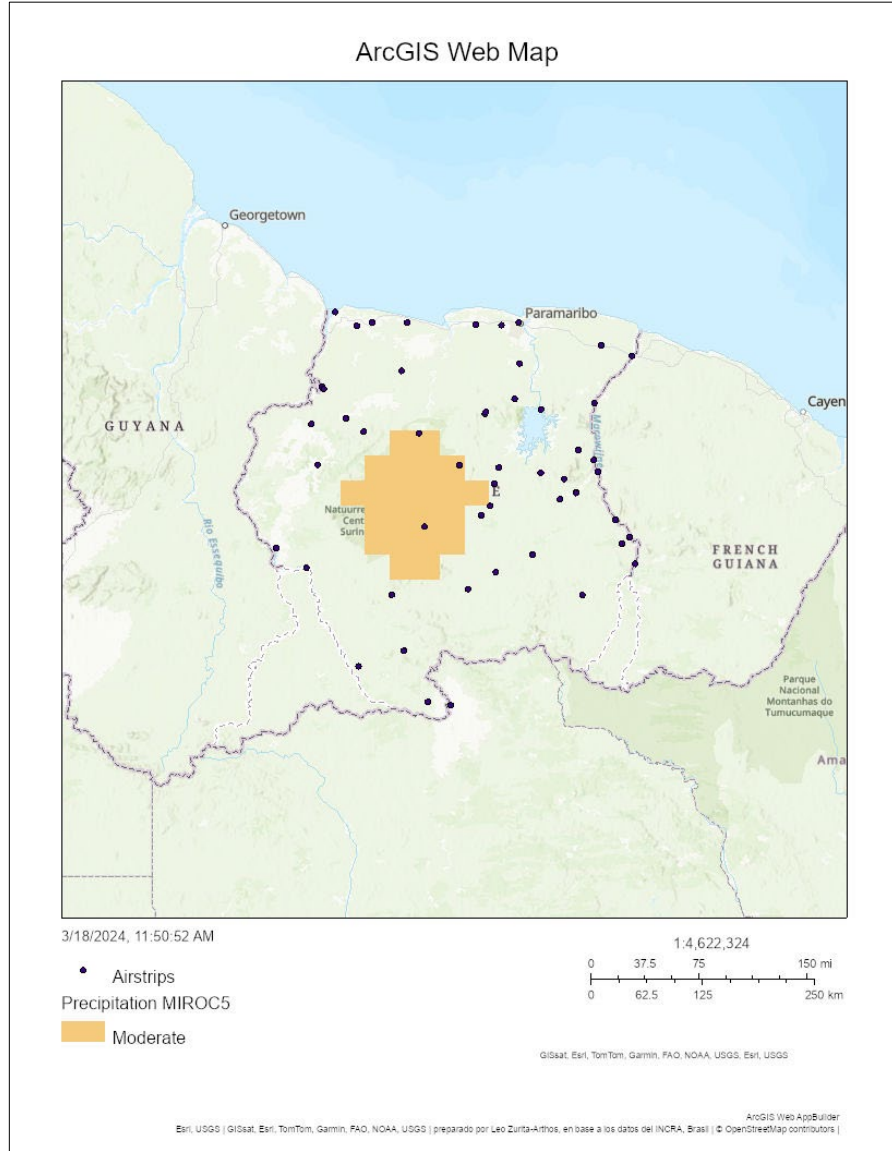 ArcGIS Web Map
Georgetown
Paramaribo
Cayen
GUYANA
Marowijne
E
Natuurre
Cent
Surin
Rio Essequibo
FRENCH
GUIANA
Parque
Nacional
Montanhas do
Tumucumaque
Ama
3/18/2024, 11:50:52 AM
Airstrips
Precipitation MIROC5
Moderate
1:4,622,324
0 37.5 75 150 mi
0 62.5 125 250 km
GISsat, Esri, TomTom, Garmin, FAO, NOAA, USGS, Esri, USGS
ArcGIS Web AppBuilder
Esri, USGS | GISsat, Esri, TomTom, Garmin, FAO, NOAA, USGS | preparado por Leo Zurita-Arthos, en base a los datos del INCRA, Brasil | © OpenStreetMap contributors |